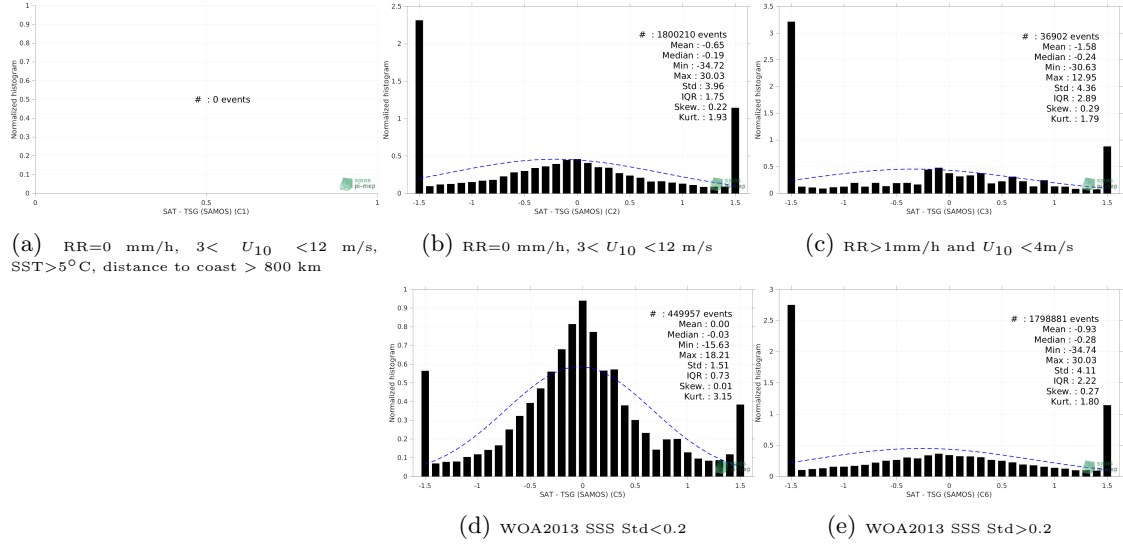 1
0.9
0.8
0.7
0.6
0.5
0.4
0.3
0.2
0.1
0
Normalized histogram
# : 0 events
0 0.5 1
SAT - TSG (SAMOS) (C1)
pi-mep
(a) RR=0 mm/h, 3< U10 <12 m/s,
SST>5°C, distance to coast > 800 km
2.5
2
1.5
1
0.5
0
Normalized histogram
# : 1800210 events
Mean : -0.65
Median : -0.19
Min : -34.72
Max : 30.03
Std : 3.96
IQR : 1.75
Skew. : 0.22
Kurt. : 1.93
pi-mep
-1.5 -1 -0.5 0 0.5 1 1.5
SAT - TSG (SAMOS) (C2)
(b) RR=0 mm/h, 3< U10 <12 m/s
3.5
3
2.5
2
1.5
1
0.5
0
Normalized histogram
# : 36902 events
Mean : -1.58
Median : -0.24
Min : -30.63
Max : 12.95
Std : 4.36
IQR : 2.89
Skew. : 0.29
Kurt. : 1.79
pi-mep
-1.5 -1 -0.5 0 0.5 1 1.5
SAT - TSG (SAMOS) (C3)
(c) RR>1mm/h and U10 <4m/s
1
0.9
0.8
0.7
0.6
0.5
0.4
0.3
0.2
0.1
0
Normalized histogram
# : 449957 events
Mean : 0.00
Median : -0.03
Min : -15.63
Max : 18.21
Std : 1.51
IQR : 0.73
Skew. : 0.01
Kurt. : 3.15
pi-mep
-1.5 -1 -0.5 0 0.5 1 1.5
SAT - TSG (SAMOS) (C5)
(d) WOA2013 SSS Std<0.2
3
2.5
2
1.5
1
0.5
0
Normalized histogram
# : 1798881 events
Mean : -0.93
Median : -0.28
Min : -34.74
Max : 30.03
Std : 4.11
IQR : 2.22
Skew. : 0.27
Kurt. : 1.80
pi-mep
-1.5 -1 -0.5 0 0.5 1 1.5
SAT - TSG (SAMOS) (C6)
(e) WOA2013 SSS Std>0.2